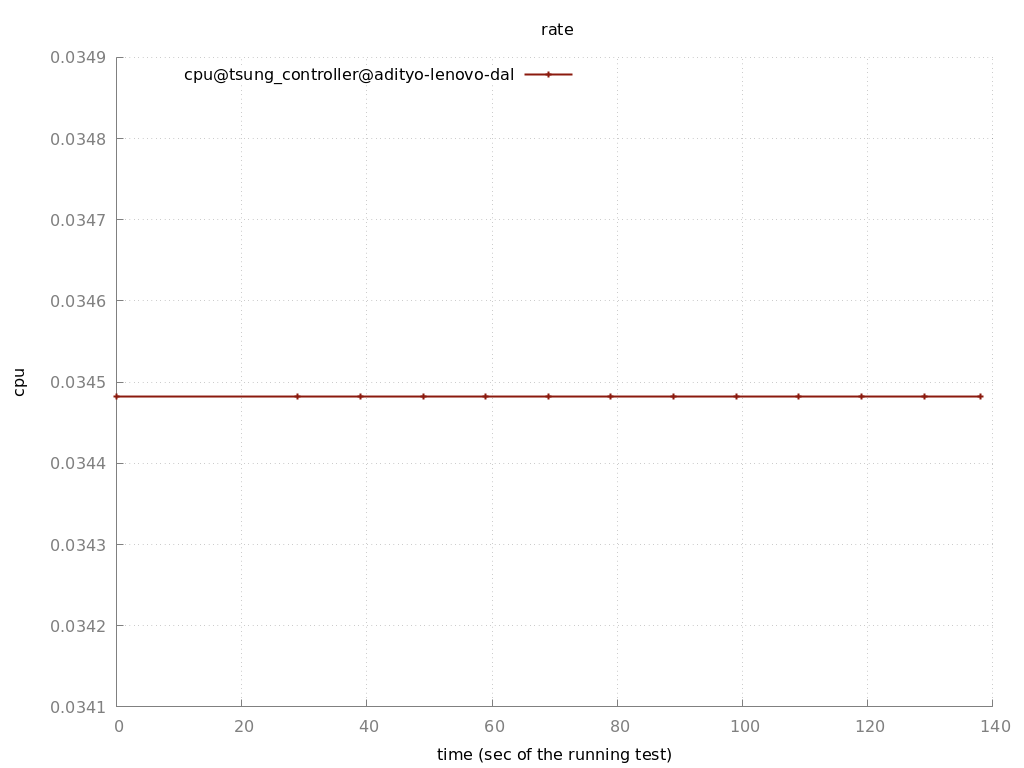 rate
cpu@tsung_controller@adityo-lenovo-dal
0.0349
0.0348
0.0347
0.0346
0.0345
0.0344
0.0343
0.0342
0.0341
cpu
0 20 40 60 80 100 120 140
time (sec of the running test)